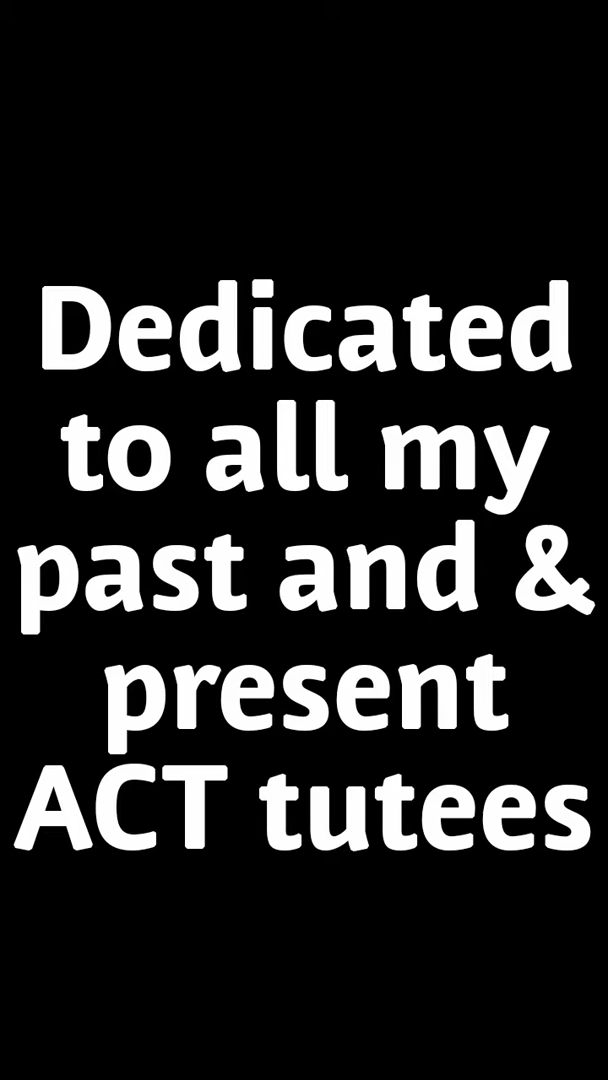 Dedicated
to all my
past and &
present
ACT tutees